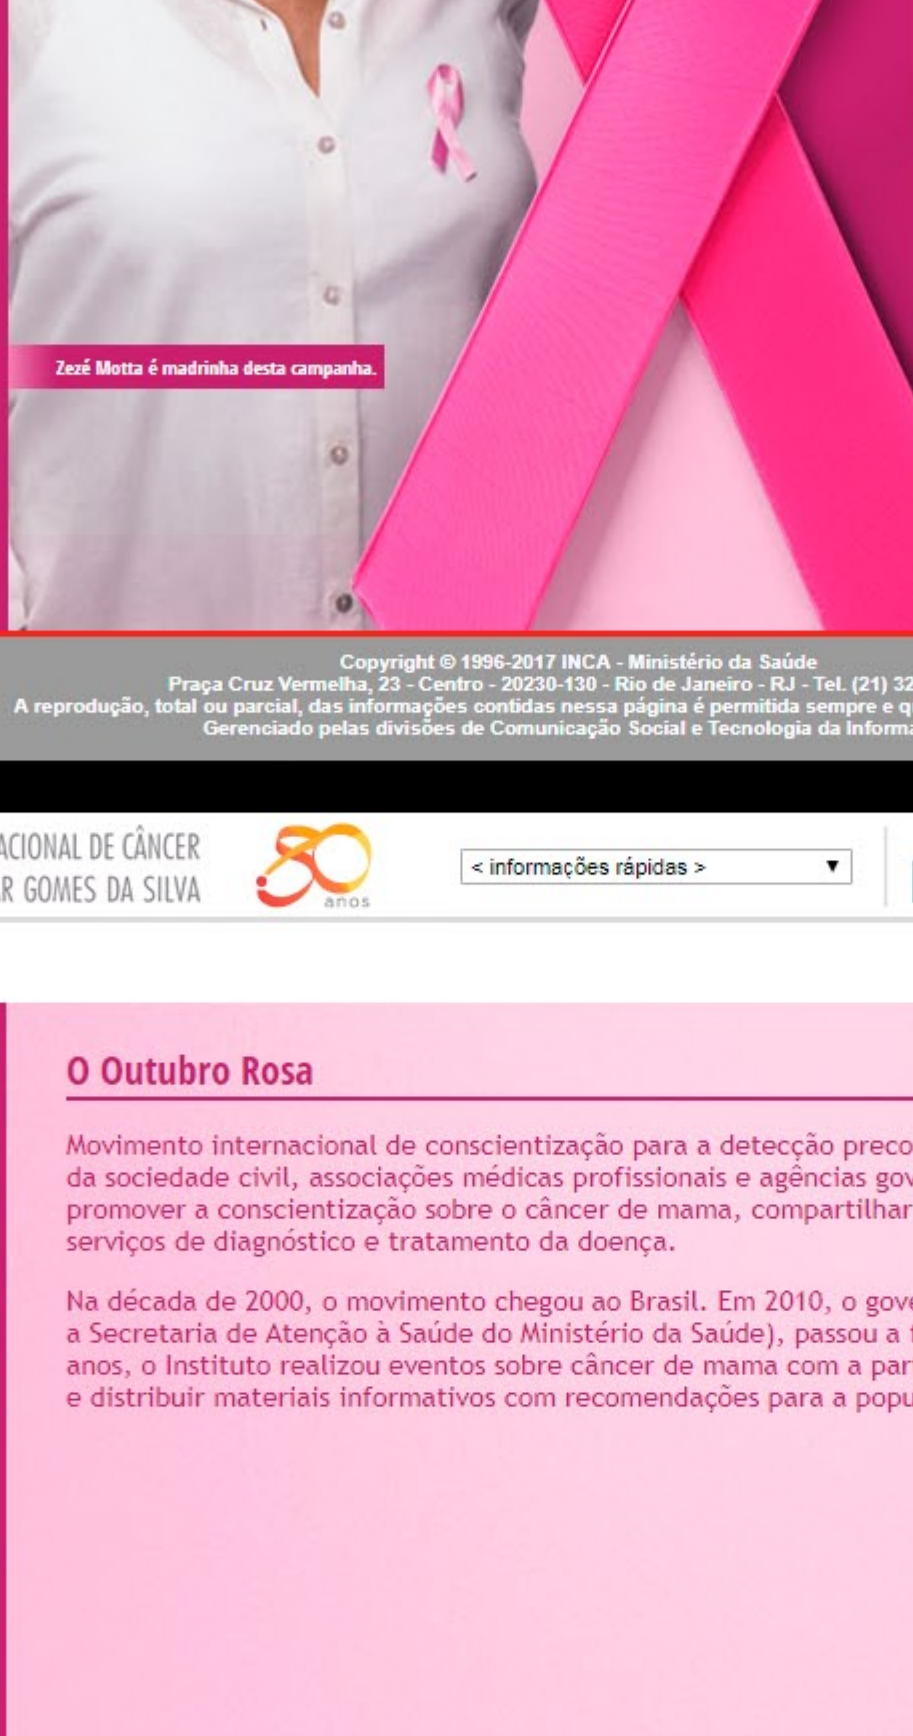 Zezé Motta é madrinha desta campanha.
Copyright © 1996-2017 INCA - Ministério da Saúde
Praça Cruz Vermelha, 23 - Centro - 20230-130 - Rio de Janeiro - RJ - Tel. (21) 32
A reprodução, total ou parcial, das informações contidas nessa página é permitida sempre e
Gerenciado pelas divisões de Comunicação Social e Tecnologia da
DE CÂNCER
GOMES DA SILVA
80
anos
< informações rápidas >
O Outubro Rosa
Movimento internacional de conscientização para a detecção
da sociedade civil, associações médicas profissionais e agências
promover a conscientização sobre o câncer de mama, compartilhar
serviços de diagnóstico e tratamento da doença.
Na década de 2000, o movimento chegou ao Brasil. Em 2010, o
a Secretaria de Atenção à Saúde do Ministério da Saúde), passou a
anos, o Instituto realizou eventos sobre câncer de mama com a
e distribuir materiais informativos com recomendações para a